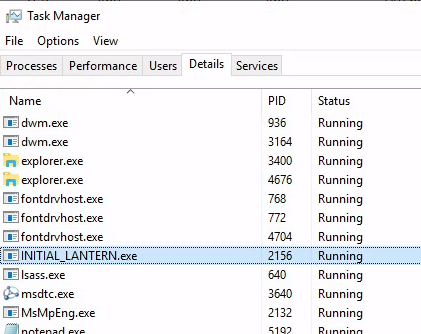 Task Manager
File Options View
Processes Performance Users Details Services
Name PID Status
dwm.exe 936 Running
dwm.exe 3164 Running
explorer.exe 3400 Running
explorer.exe 4676 Running
fontdrvhost.exe 768 Running
fontdrvhost.exe 772 Running
fontdrvhost.exe 4704 Running
INITIAL_LANTERN.exe 2156 Running
lsass.exe 640 Running
msdtc.exe 3640 Running
MsMpEng.exe 2132 Running
notepad.exe 5192 Running